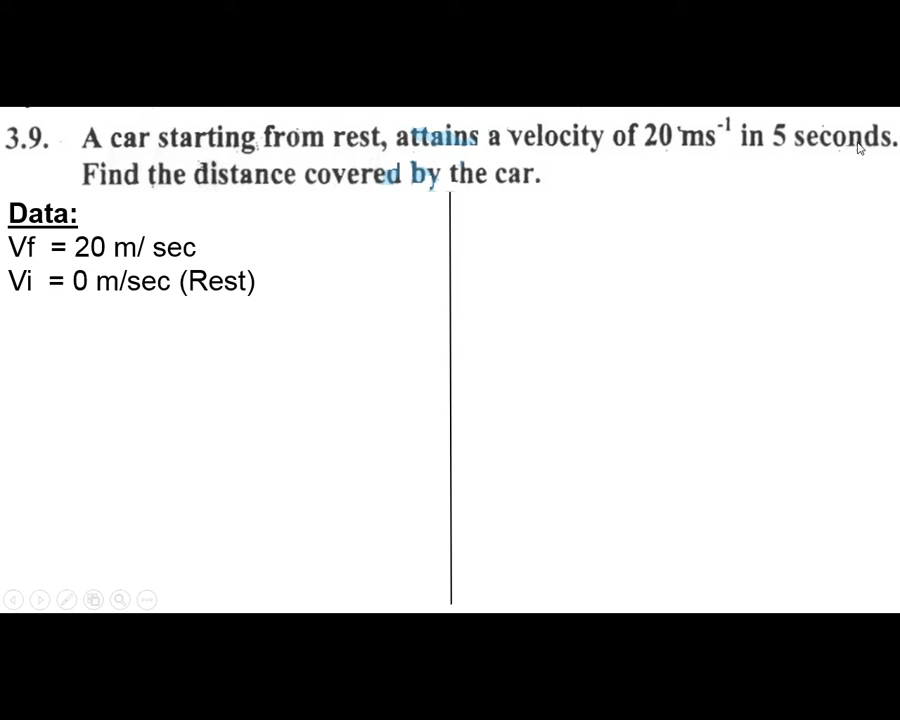 3.9. A car starting from rest, attains a velocity of 20 ms⁻¹ in 5 seconds.
Find the distance covered by the car.
Data:
Vf = 20 m/ sec
Vi = 0 m/sec (Rest)